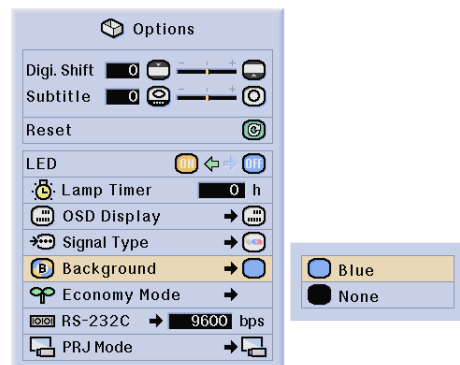 Options
Digi. Shift 0 - +
Subtitle 0 - +
Reset
LED ON OFF
Lamp Timer 0 h
OSD Display
Signal Type
B Background
Blue
None
Economy Mode
RS-232C 9600 bps
PRJ Mode